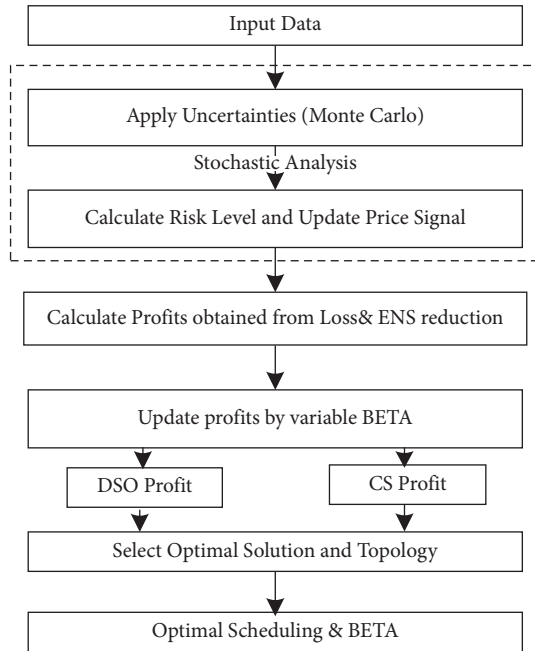 Input Data
Apply Uncertainties (Monte Carlo)
Stochastic Analysis
Calculate Risk Level and Update Price Signal
Calculate Profits obtained from Loss& ENS reduction
Update profits by variable BETA
DSO Profit
CS Profit
Select Optimal Solution and Topology
Optimal Scheduling & BETA